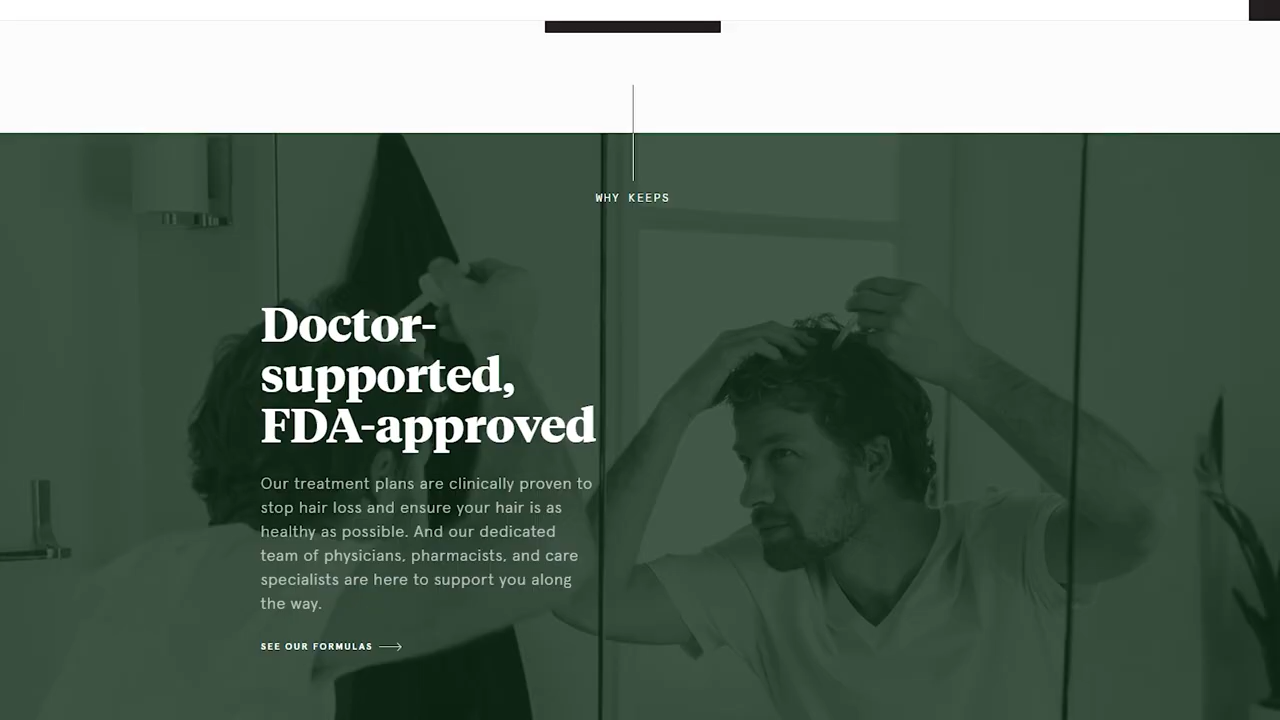 WHY KEEPS
Doctor-
supported,
FDA-approved
Our treatment plans are clinically proven to
stop hair loss and ensure your hair is as
healthy as possible. And our dedicated
team of physicians, pharmacists, and care
specialists are here to support you along
the way.
SEE OUR FORMULAS